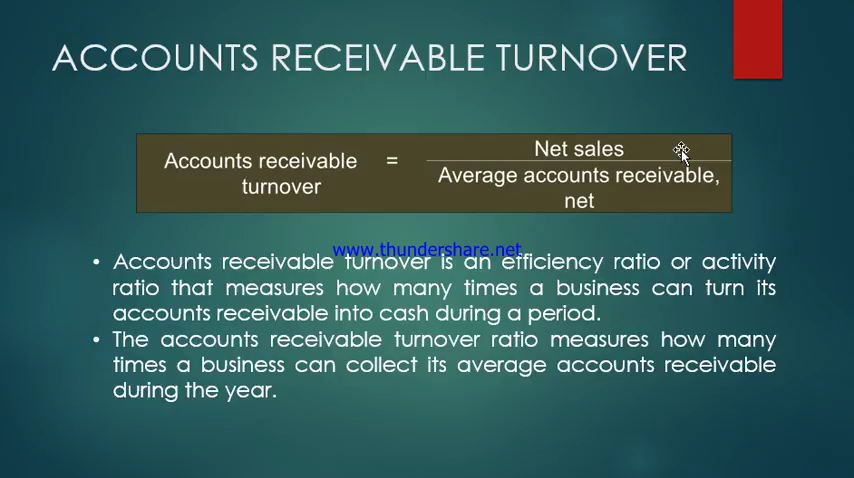 ACCOUNTS RECEIVABLE TURNOVER
Accounts receivable
turnover
=
Net sales
Average accounts receivable,
net
www.thundershare.net
• Accounts receivable turnover is an efficiency ratio or activity
ratio that measures how many times a business can turn its
accounts receivable into cash during a period.
• The accounts receivable turnover ratio measures how many
times a business can collect its average accounts receivable
during the year.